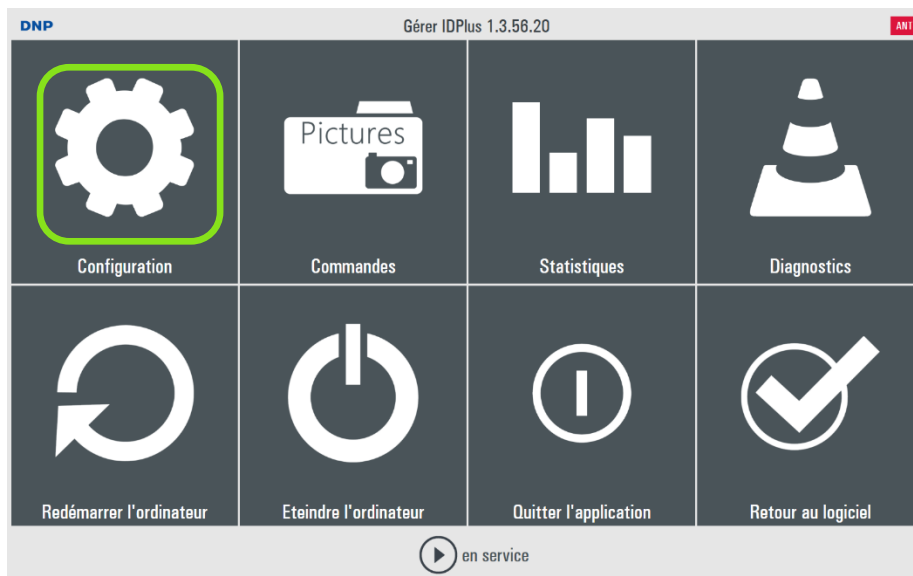 DNP Gérer IDPlus 1.3.56.20 ANT
Pictures
Configuration Commandes Statistiques Diagnostics
Redémarrer l'ordinateur Eteindre l'ordinateur Quitter l'application Retour au logiciel
en service